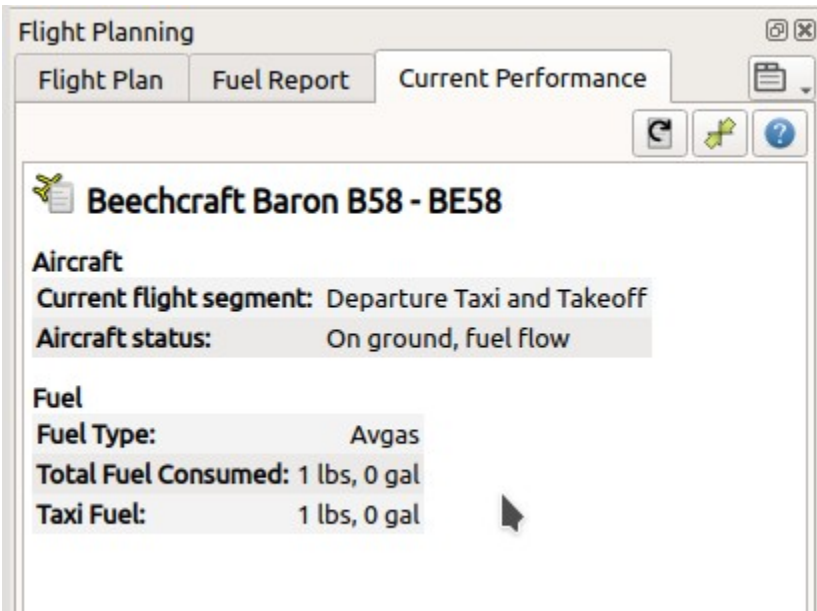 Flight Planning
Flight Plan Fuel Report Current Performance
Beechcraft Baron B58 - BE58
Aircraft
Current flight segment: Departure Taxi and Takeoff
Aircraft status: On ground, fuel flow
Fuel
Fuel Type: Avgas
Total Fuel Consumed: 1 lbs, 0 gal
Taxi Fuel: 1 lbs, 0 gal